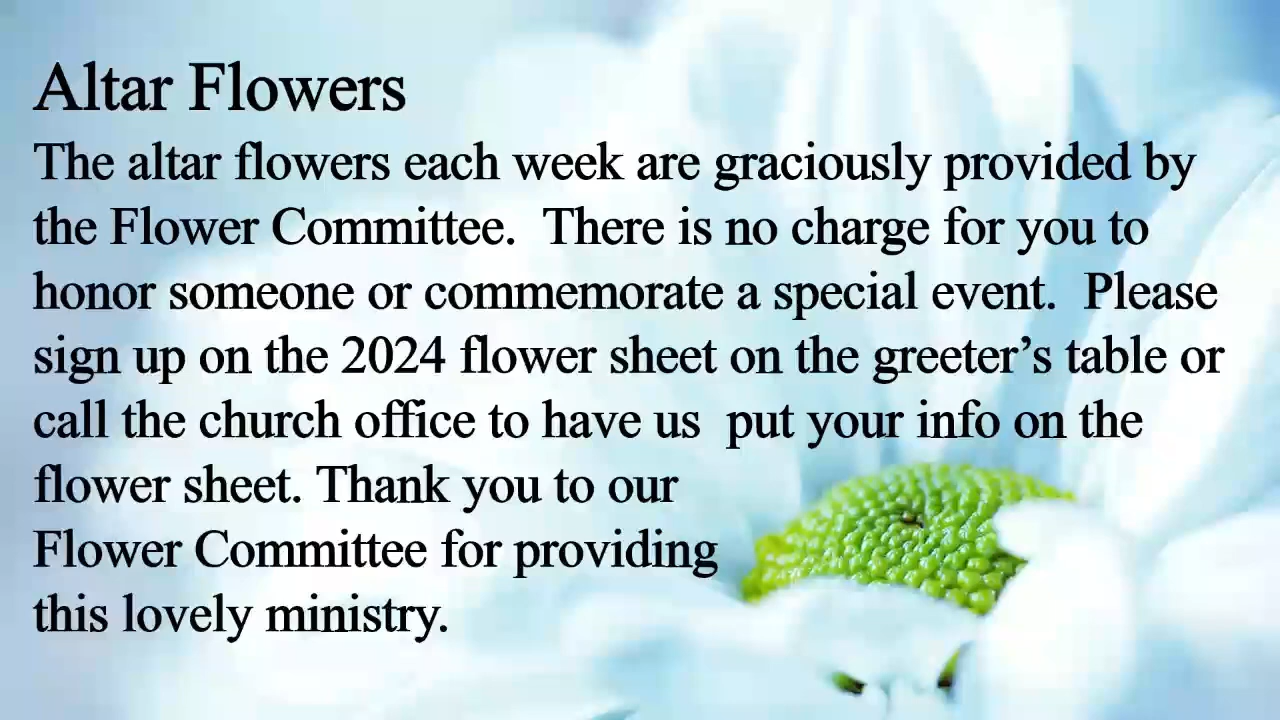 Altar Flowers
The altar flowers each week are graciously provided by
the Flower Committee.  There is no charge for you to
honor someone or commemorate a special event.  Please
sign up on the 2024 flower sheet on the greeter’s table or
call the church office to have us  put your info on the
flower sheet. Thank you to our
Flower Committee for providing
this lovely ministry.